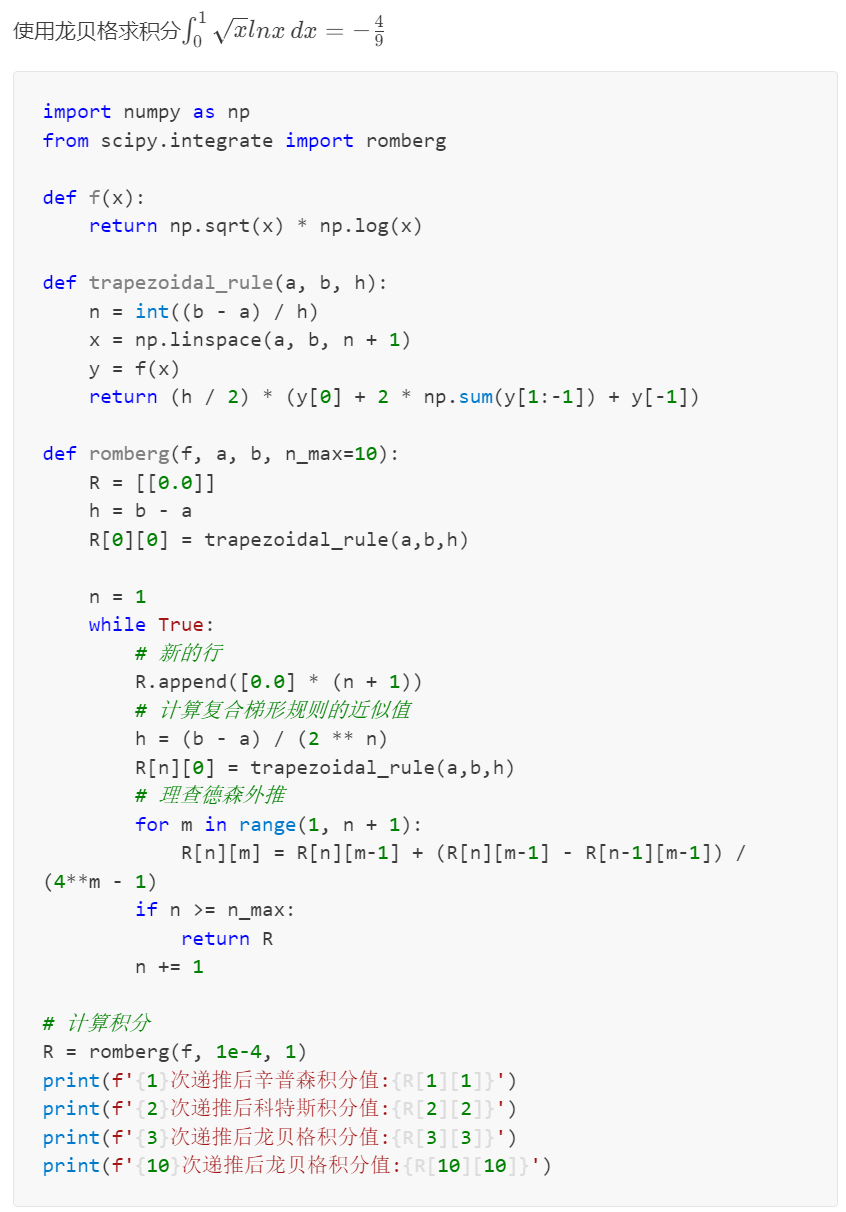 使用龙贝格求积分∫₀¹ √x lnx dx = −4/9
import numpy as np
from scipy.integrate import romberg
def f(x):
    return np.sqrt(x) * np.log(x)
def trapezoidal_rule(a, b, h):
    n = int((b - a) / h)
    x = np.linspace(a, b, n + 1)
    y = f(x)
    return (h / 2) * (y[0] + 2 * np.sum(y[1:-1]) + y[-1])
def romberg(f, a, b, n_max=10):
    R = [[0.0]]
    h = b - a
    R[0][0] = trapezoidal_rule(a,b,h)
    n = 1
    while True:
        # 新的行
        R.append([0.0] * (n + 1))
        # 计算复合梯形规则的近似值
        h = (b - a) / (2 ** n)
        R[n][0] = trapezoidal_rule(a,b,h)
        # 理查德森外推
        for m in range(1, n + 1):
            R[n][m] = R[n][m-1] + (R[n][m-1] - R[n-1][m-1]) /
(4**m - 1)
        if n >= n_max:
            return R
        n += 1
# 计算积分
R = romberg(f, 1e-4, 1)
print(f'{1}次递推后辛普森积分值:{R[1][1]}')
print(f'{2}次递推后科特斯积分值:{R[2][2]}')
print(f'{3}次递推后龙贝格积分值:{R[3][3]}')
print(f'{10}次递推后龙贝格积分值:{R[10][10]}')